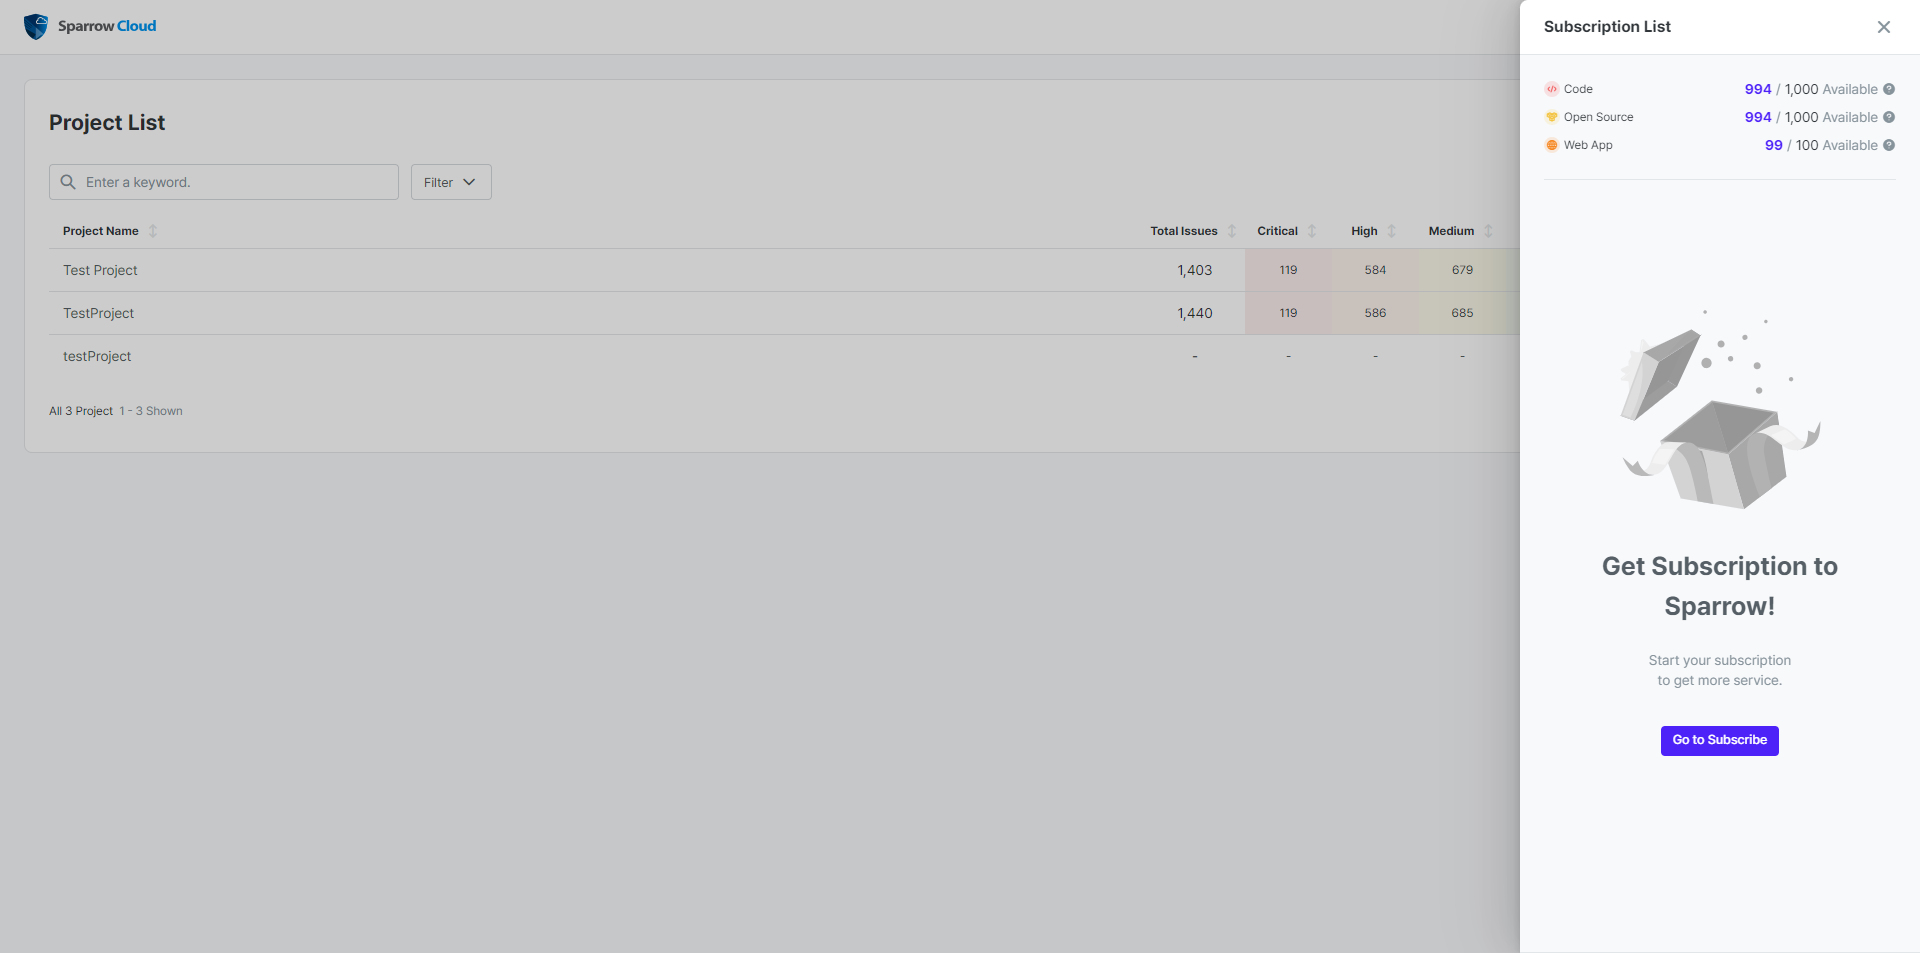 Sparrow Cloud
Project List
Enter a keyword.
Filter
Project Name Total Issues Critical High Medium
Test Project 1,403 119 584 679
TestProject 1,440 119 586 685
testProject - - - -
All 3 Project 1 - 3 Shown
Subscription List
Code 994 / 1,000 Available ?
Open Source 994 / 1,000 Available ?
Web App 99 / 100 Available ?
Get Subscription to
Sparrow!
Start your subscription
to get more service.
Go to Subscribe